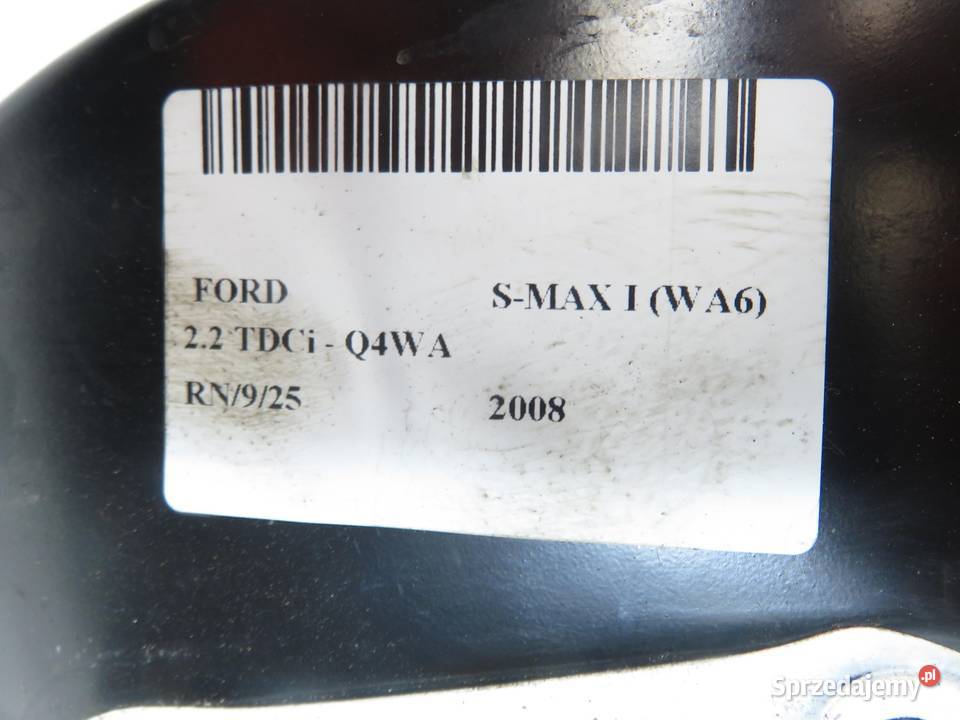 FORD S-MAX I (WA6)
2.2 TDCi - Q4WA
RN/9/25 2008
Sprzedajemy.pl